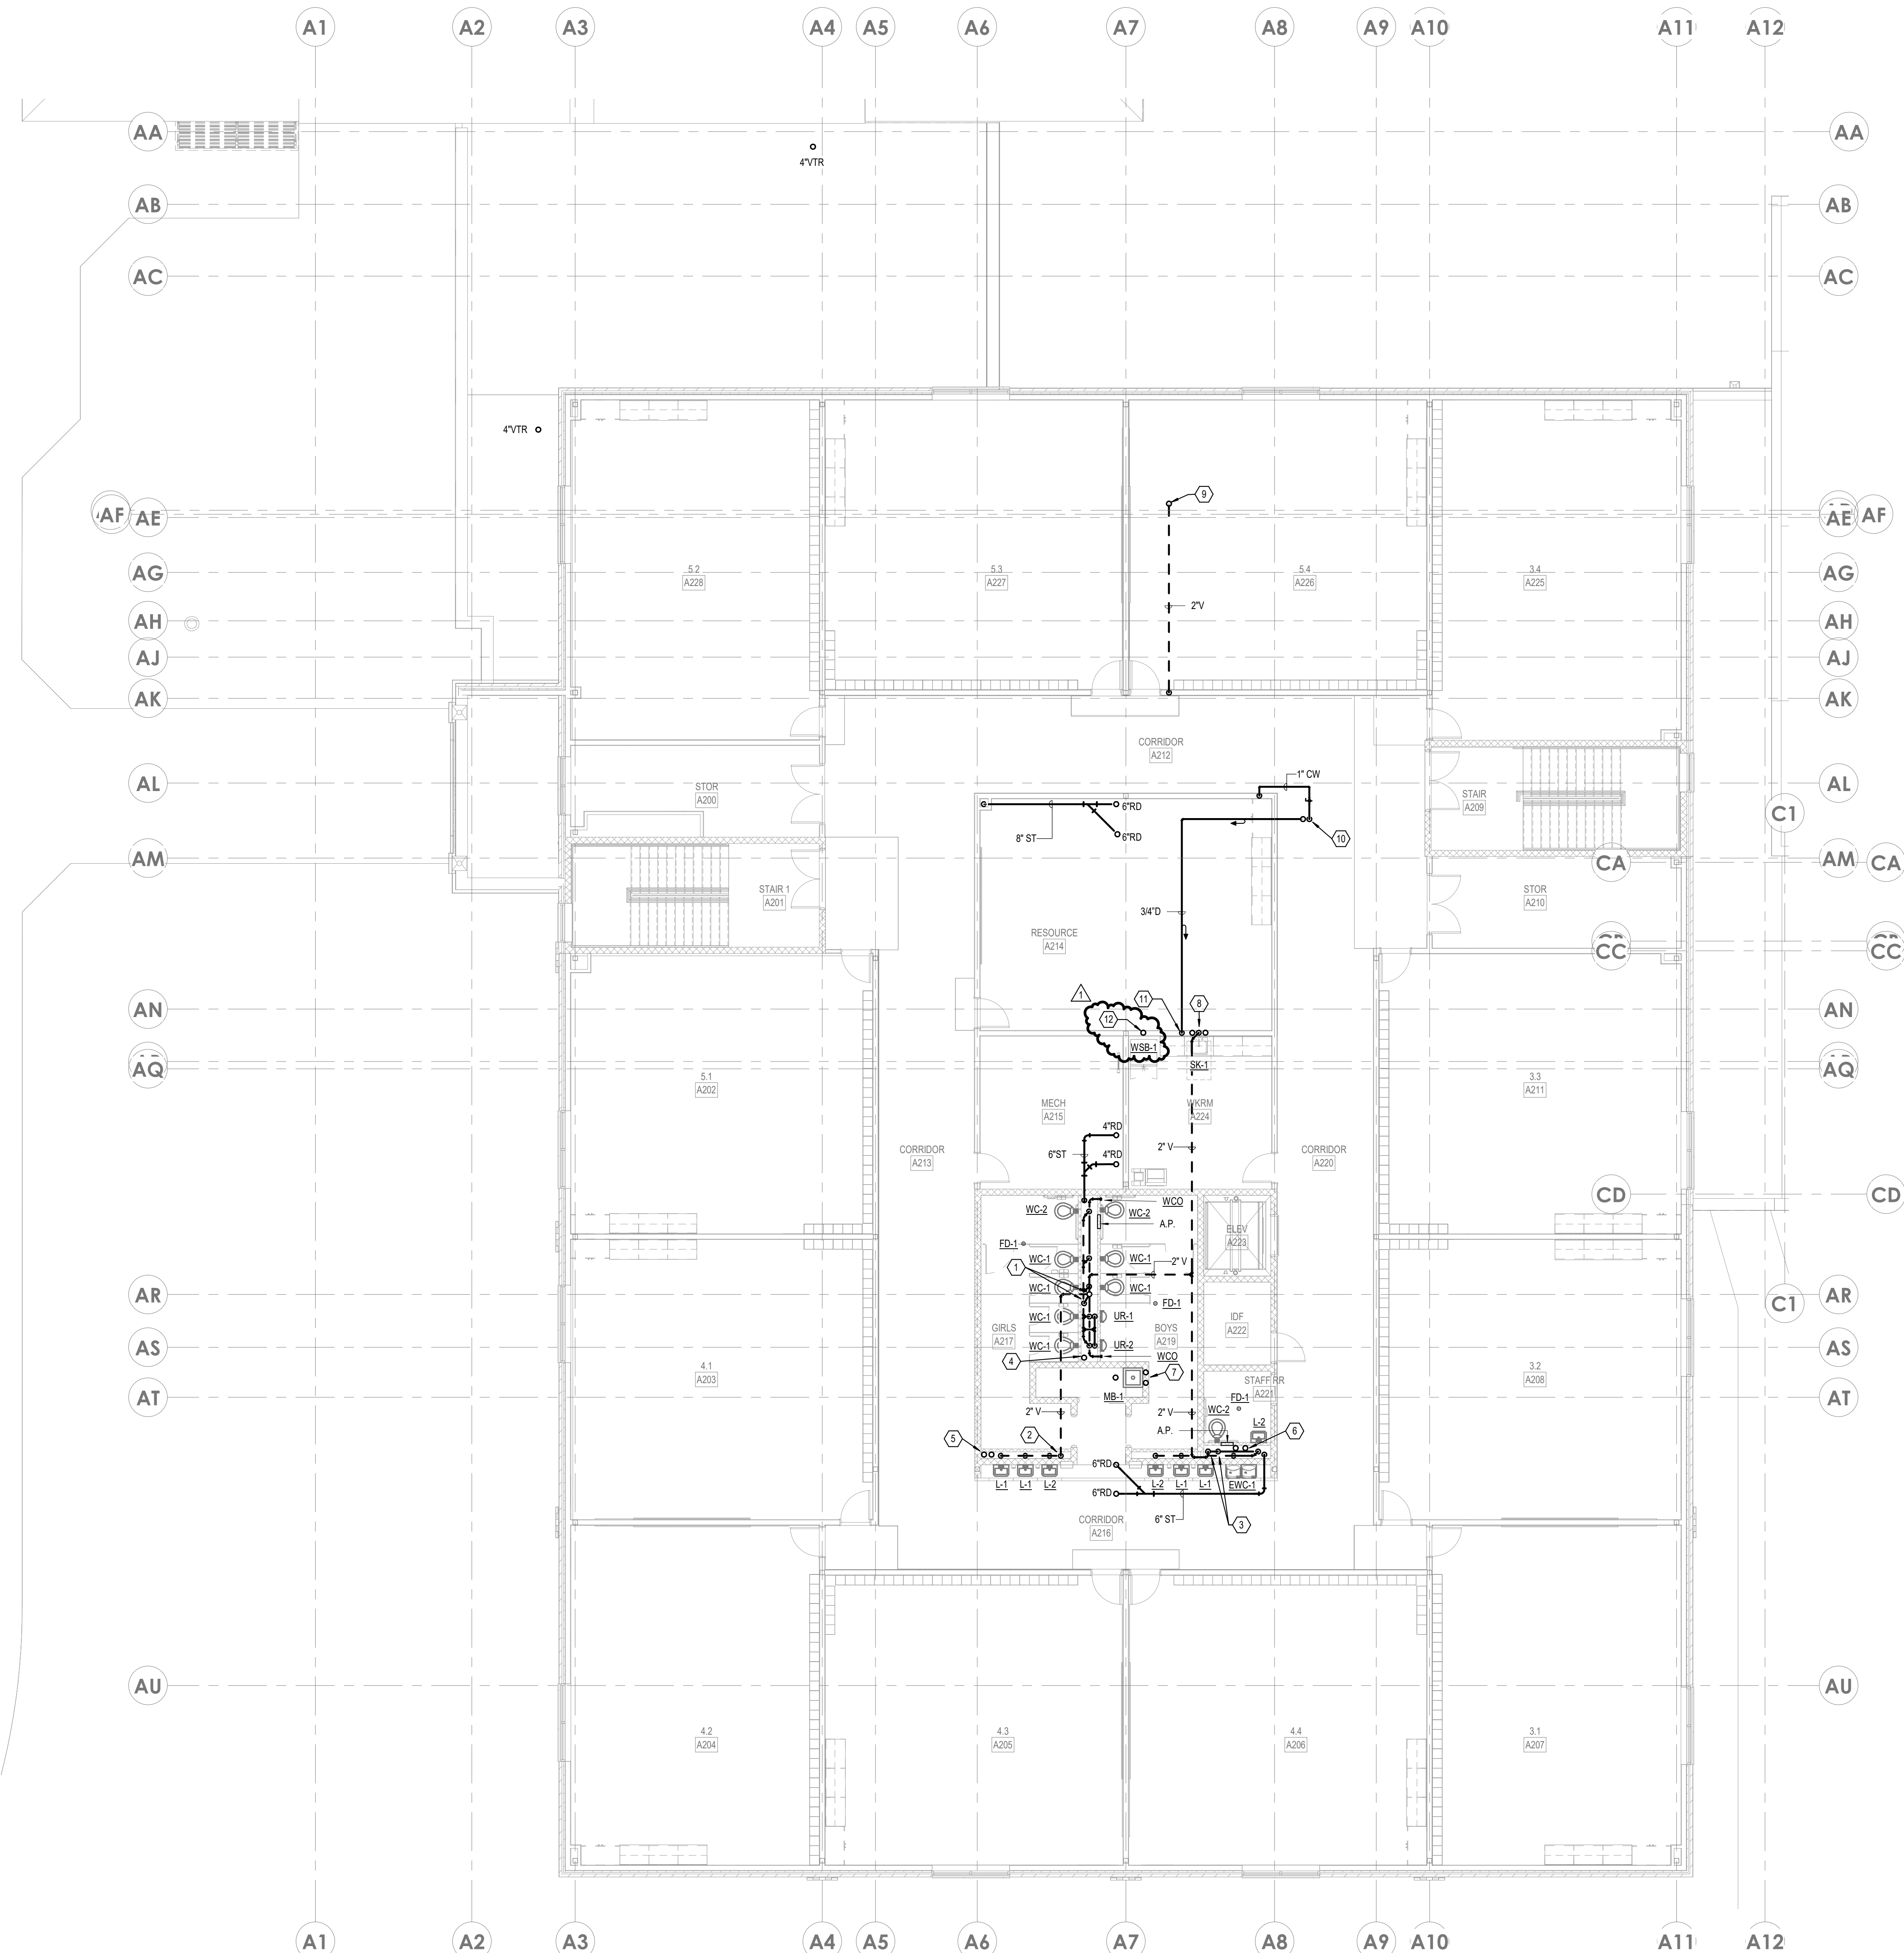 A1 A2 A3 A4 A5 A6 A7 A8 A9 A10 A11 A12
AA AA
4"VTR
AB AB
AC AC
4"VTR
9
AF AE AE AF
5.2 5.3 5.4 3.4
AG A228 A227 A226 A225 AG
2"V
AH AH
AJ AJ
AK AK
CORRIDOR
A212
1" CW
AL AL
STOR
A200
STAIR
A209
6"RD
C1
8" ST
6"RD
10
AM AM
CA CA
STAIR 1
A201
STOR
A210
3/4"D
RESOURCE
A214
CC CC
1
11 8
AN AN
12
WSB-1
SK-1
AQ AQ
5.1
A202
3.3
A211
MECH
A215
WKRM
A224
4"RD
CORRIDOR
A213
6"ST
2" V
CORRIDOR
A220
4"RD
CD CD
WCO
WC-2 WC-2
A.P.
ELEV
A223
FD-1
WC-1 WC-1
1
2" V
WC-1 WC-1
AR AR
FD-1
C1
GIRLS
A217
UR-1
BOYS
A219
IDF
A222
WC-1
AS AS
WC-1 UR-2
WCO
4
4.1
A203
3.2
A208
7
STAFF RR
A221
AT AT
MB-1
FD-1
2" V 2" V
WC-2
L-2
A.P.
5 2 6
6"RD
L-1 L-1 L-2 L-2 L-1 L-1 EWC-1
6"RD
CORRIDOR
A216
6" ST
3
AU AU
4.2 4.3 4.4 3.1
A204 A205 A206 A207
A1 A2 A3 A4 A5 A6 A7 A8 A9 A10 A11 A12